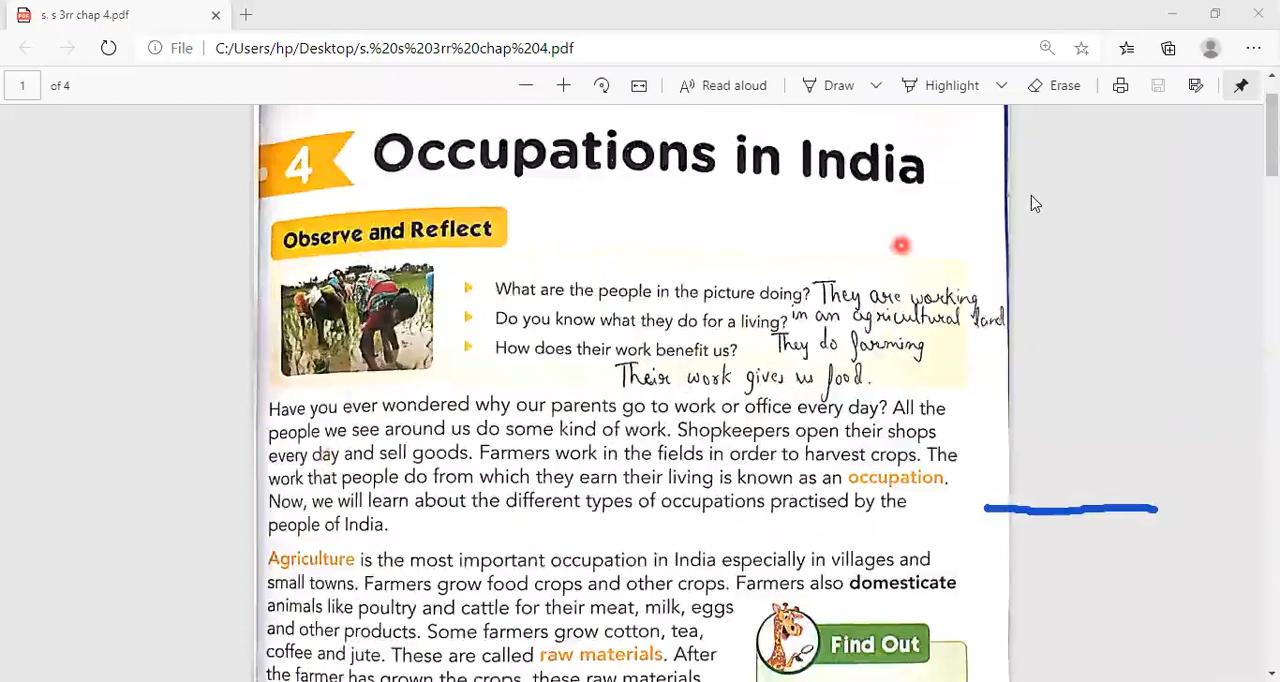 s. s 3rr chap 4.pdf
File | C:/Users/hp/Desktop/s.%20s%203rr%20chap%204.pdf
1 of 4 Read aloud Draw Highlight Erase
4 Occupations in India
Observe and Reflect
What are the people in the picture doing? They are working
Do you know what they do for a living? in an agricultural land
How does their work benefit us? They do farming
Their work gives us food.
Have you ever wondered why our parents go to work or office every day? All the
people we see around us do some kind of work. Shopkeepers open their shops
every day and sell goods. Farmers work in the fields in order to harvest crops. The
work that people do from which they earn their living is known as an occupation.
Now, we will learn about the different types of occupations practised by the
people of India.
Agriculture is the most important occupation in India especially in villages and
small towns. Farmers grow food crops and other crops. Farmers also domesticate
animals like poultry and cattle for their meat, milk, eggs
and other products. Some farmers grow cotton, tea,
coffee and jute. These are called raw materials. After
the farmer has grown the crops, these raw materials
Find Out